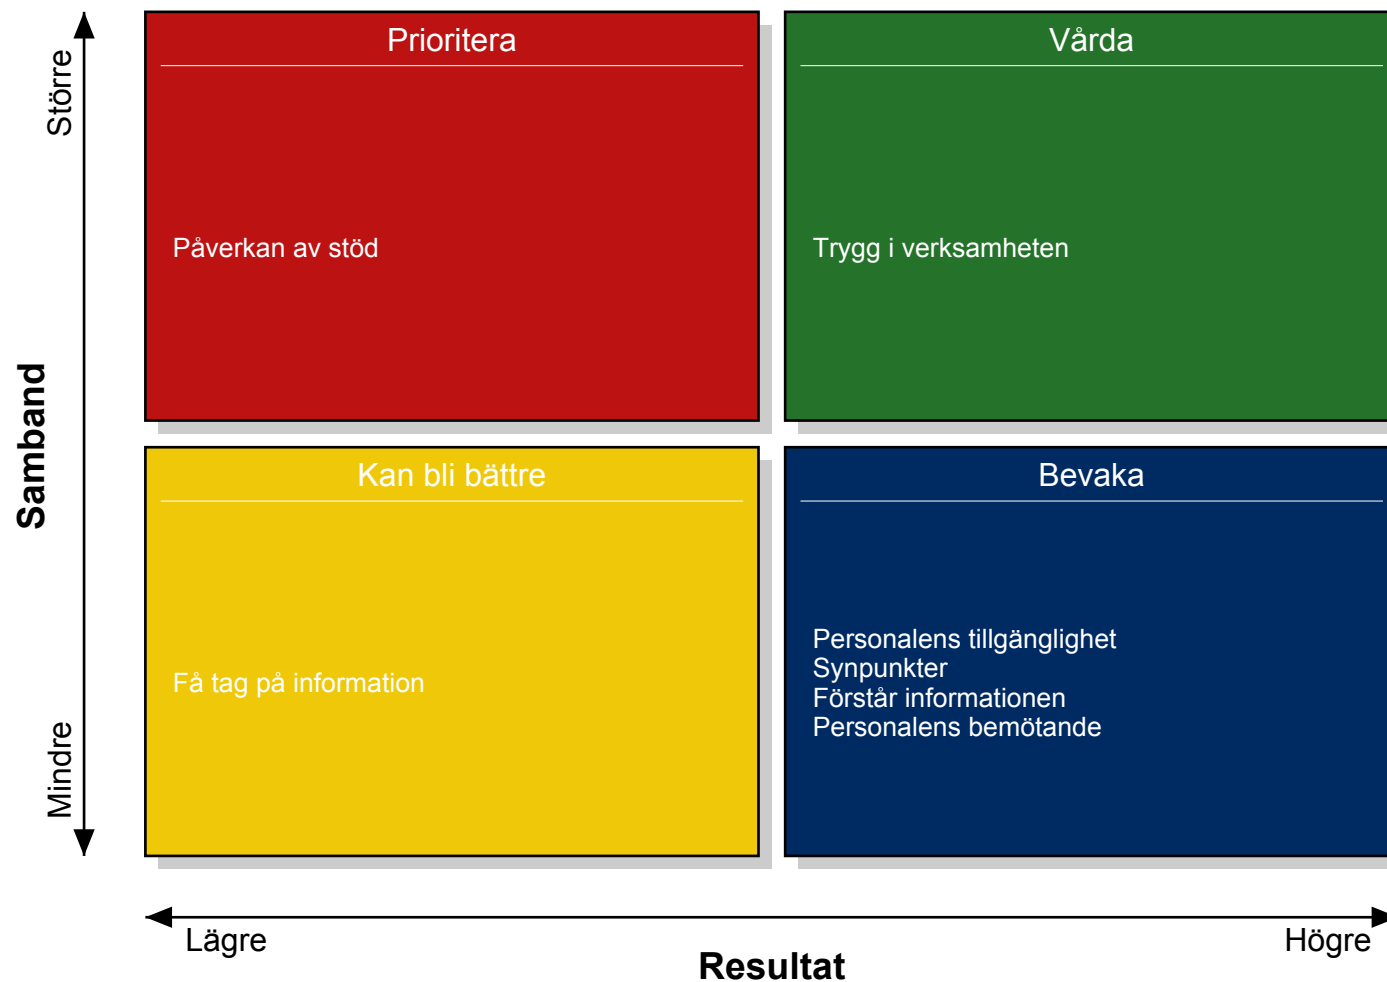 Större
Samband
Mindre
Prioritera
Påverkan av stöd
Vårda
Trygg i verksamheten
Kan bli bättre
Få tag på information
Bevaka
Personalens tillgänglighet
Synpunkter
Förstår informationen
Personalens bemötande
Lägre
Högre
Resultat